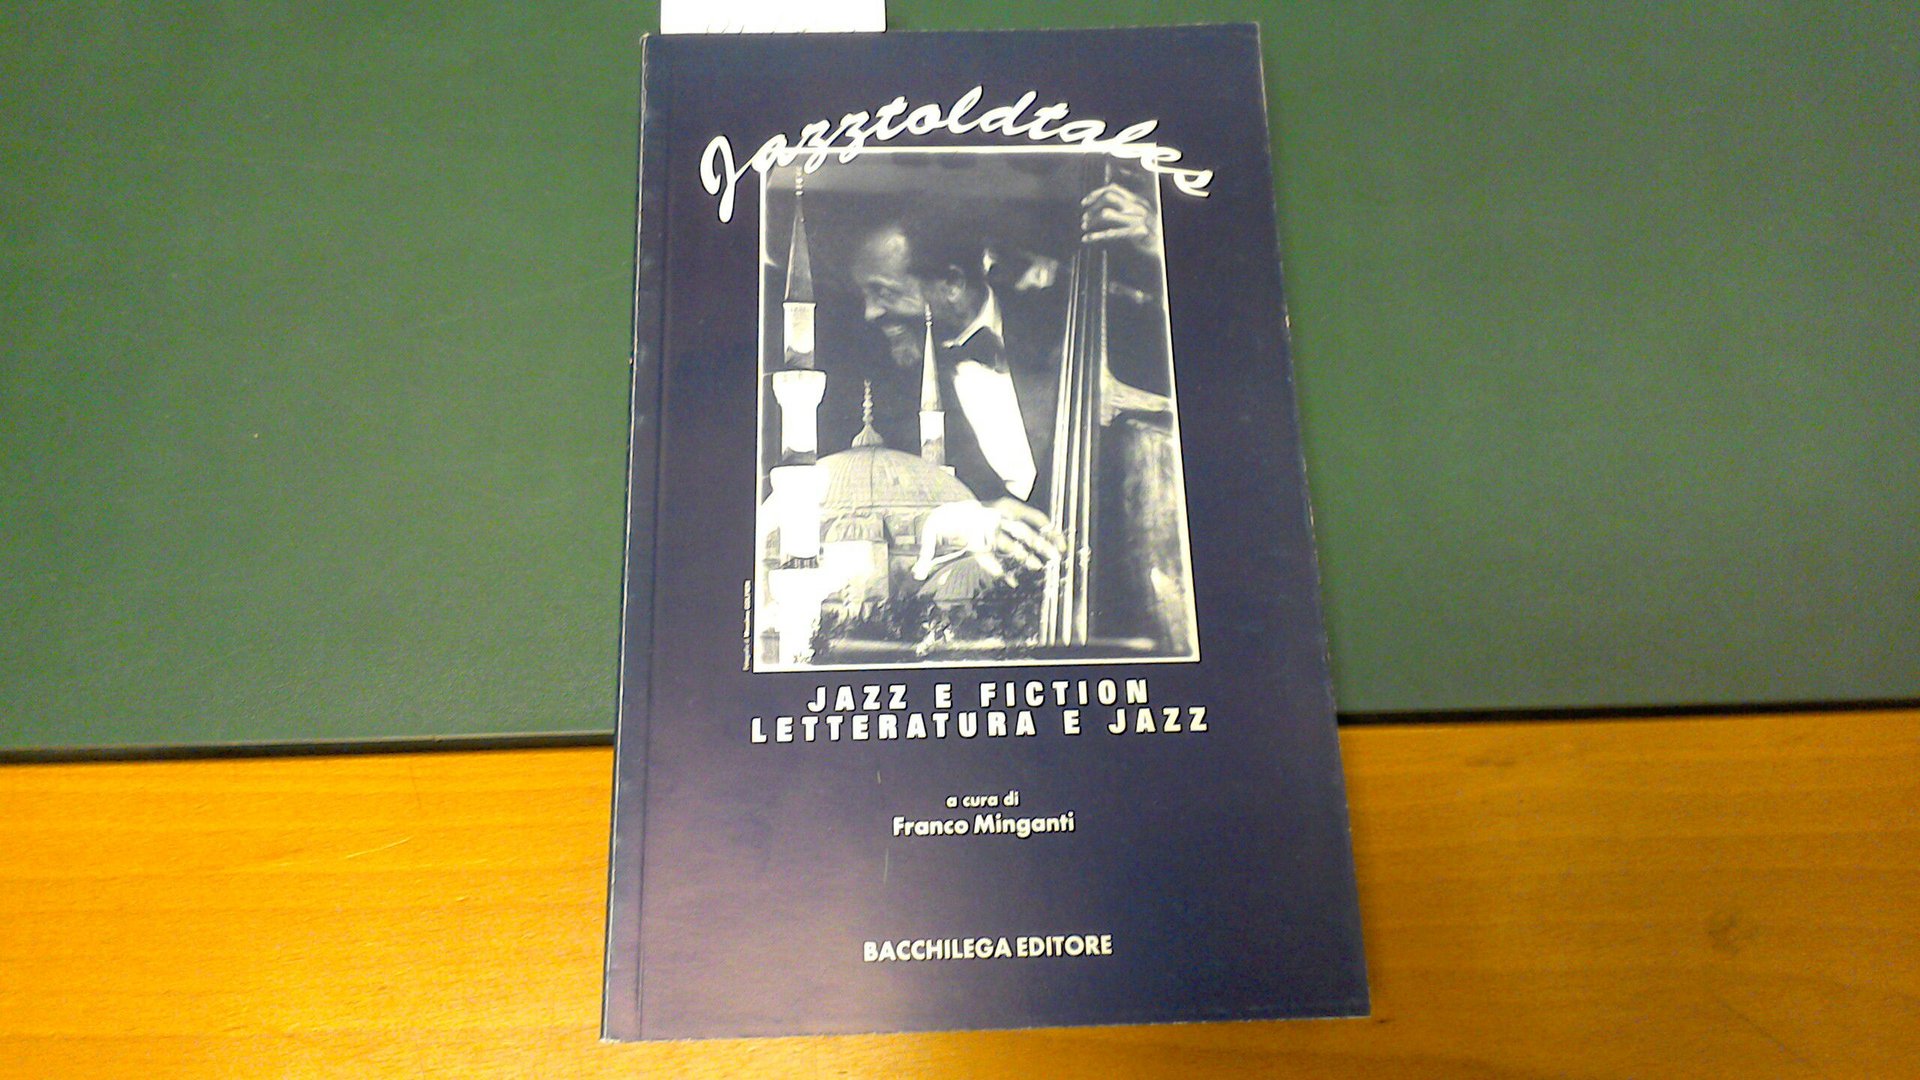 Jazztoldtales
JAZZ E FICTION
LETTERATURA E JAZZ
a cura di
Franco Minganti
BACCHILEGA EDITORE